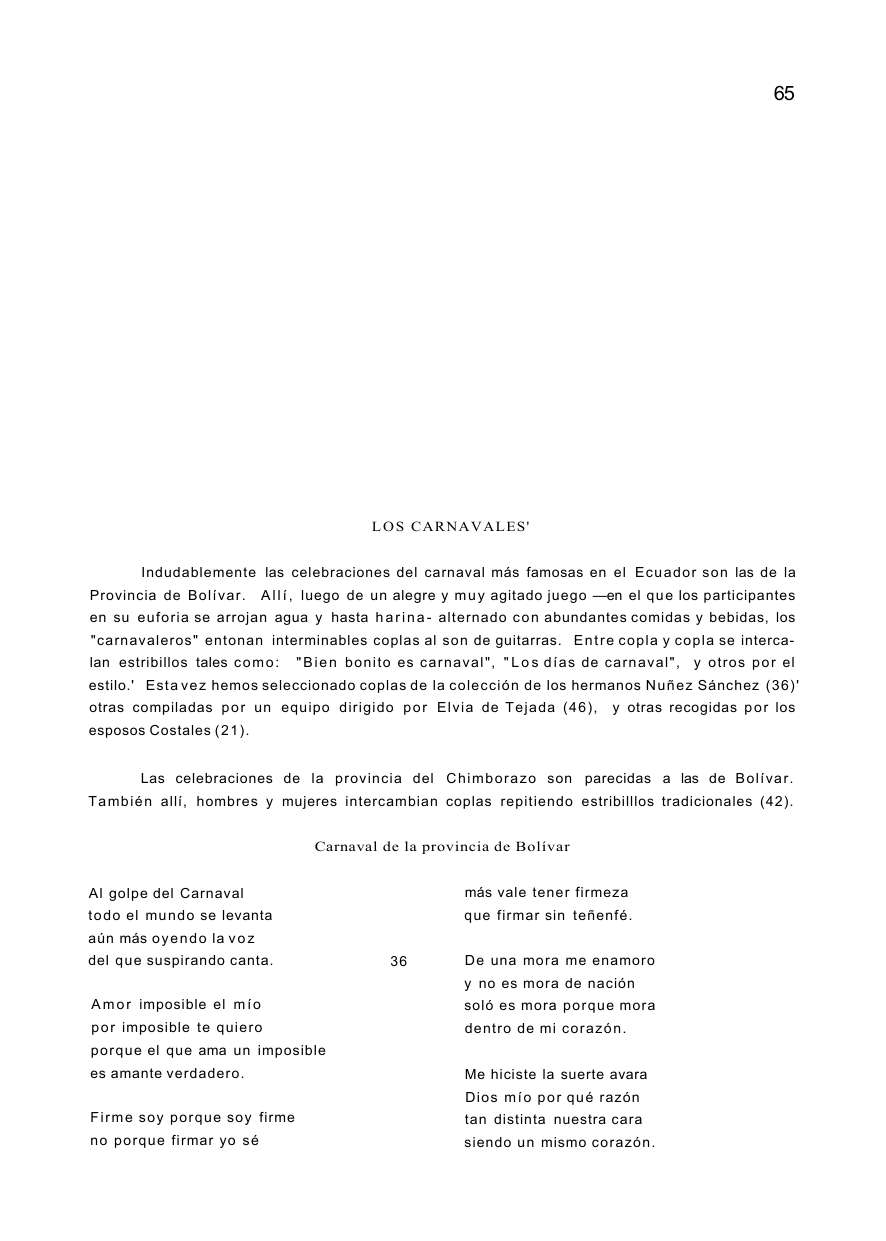 65
LOS CARNAVALES'
Indudablemente las celebraciones del carnaval más famosas en el Ecuador son las de la
Provincia de Bolívar. Allí, luego de un alegre y muy agitado juego —en el que los participantes
en su euforia se arrojan agua y hasta harina- alternado con abundantes comidas y bebidas, los
"carnavaleros" entonan interminables coplas al son de guitarras. Entre copla y copla se interca-
lan estribillos tales como: "Bien bonito es carnaval", "Los días de carnaval", y otros por el
estilo.' Esta vez hemos seleccionado coplas de la colección de los hermanos Nuñez Sánchez (36)'
otras compiladas por un equipo dirigido por Elvia de Tejada (46), y otras recogidas por los
esposos Costales (21).
Las celebraciones de la provincia del Chimborazo son parecidas a las de Bolívar.
También allí, hombres y mujeres intercambian coplas repitiendo estribilllos tradicionales (42).
Carnaval de la provincia de Bolívar
Al golpe del Carnaval
todo el mundo se levanta
aún más oyendo la voz
del que suspirando canta. 36
Amor imposible el mío
por imposible te quiero
porque el que ama un imposible
es amante verdadero.
Firme soy porque soy firme
no porque firmar yo sé
más vale tener firmeza
que firmar sin teñenfé.
De una mora me enamoro
y no es mora de nación
soló es mora porque mora
dentro de mi corazón.
Me hiciste la suerte avara
Dios mío por qué razón
tan distinta nuestra cara
siendo un mismo corazón.